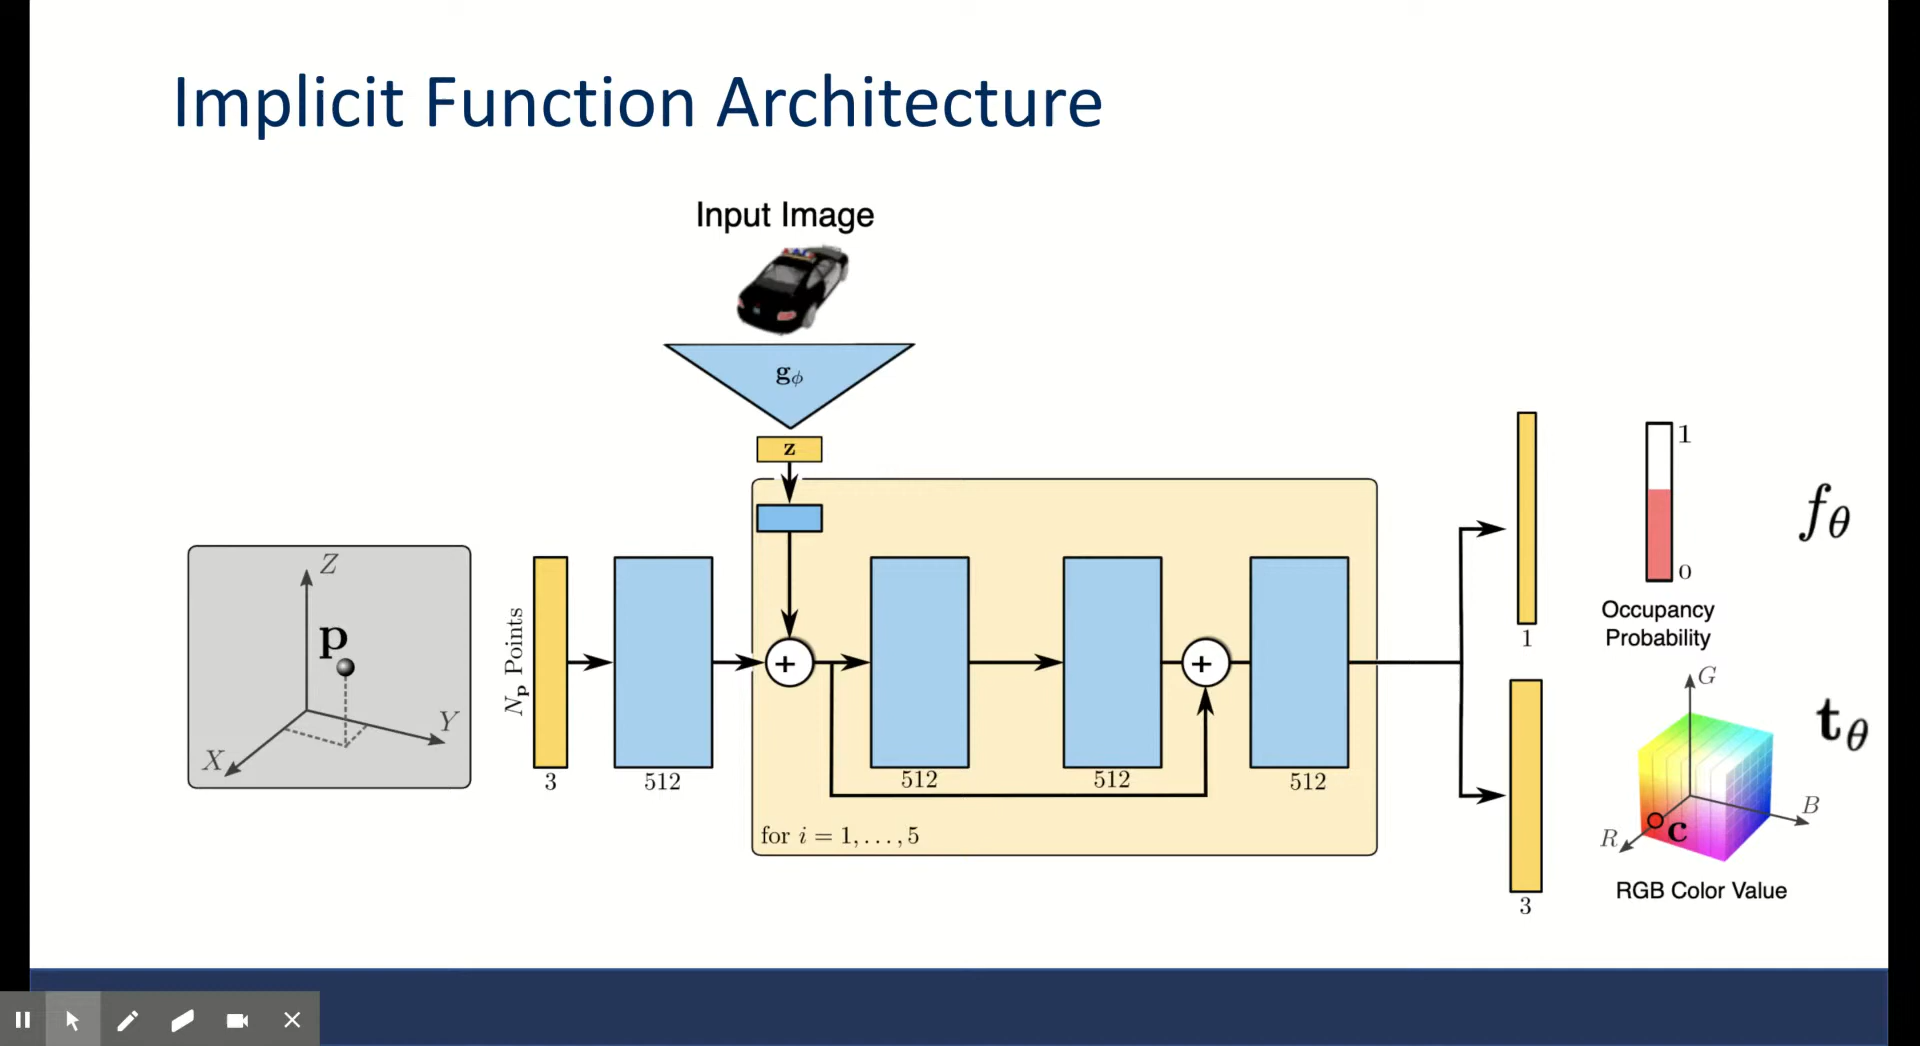 Implicit Function Architecture
Input Image
g_ϕ
z
Z
p
Y
X
N_p Points
3
512
+
512
512
+
512
for i = 1, . . . , 5
1
3
1
0
Occupancy
Probability
f_θ
G
t_θ
B
R
c
RGB Color Value